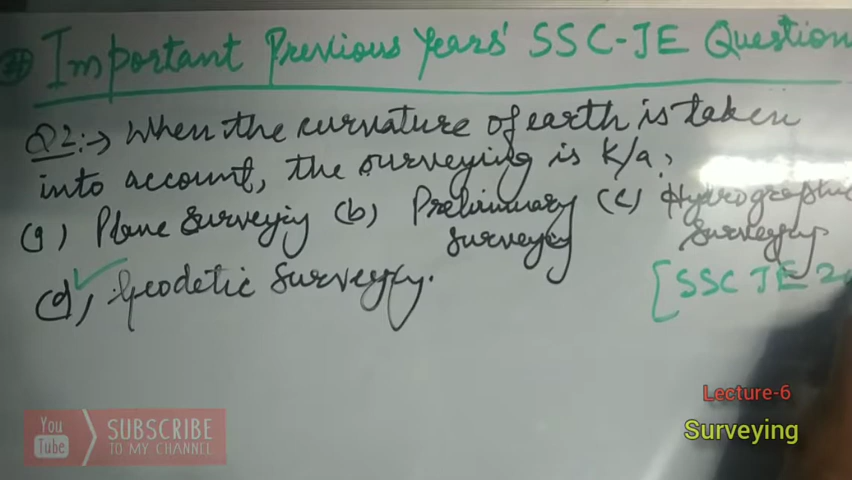 # Important Previous Years' SSC-JE Question
Q2:→ When the curvature of earth is taken
into account, the surveying is k/a,
(a) Plane Surveying (b) Preliminary (c) Hydrographic
Surveying Surveying
(d) Geodetic Surveying.
[SSC JE
Lecture-6
Surveying
You Tube SUBSCRIBE
TO MY CHANNEL